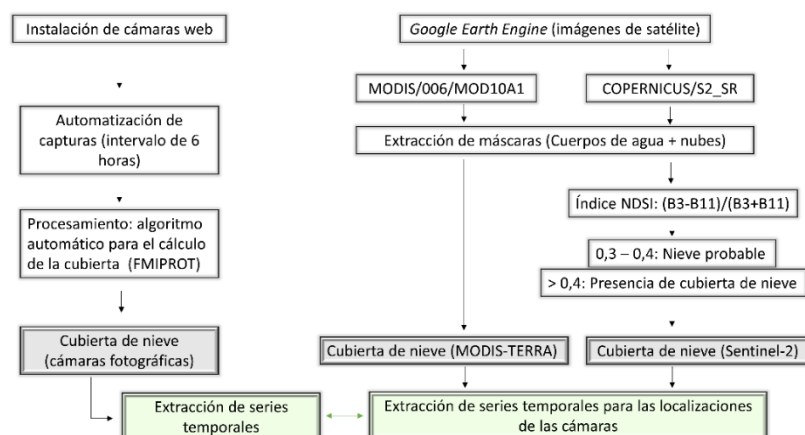 Instalación de cámaras web
Automatización de
capturas (intervalo de 6
horas)
Procesamiento: algoritmo
automático para el cálculo
de la cubierta (FMIPROT)
Cubierta de nieve
(cámaras fotográficas)
Extracción de series
temporales
Google Earth Engine (imágenes de satélite)
MODIS/006/MOD10A1
COPERNICUS/S2_SR
Extracción de máscaras (Cuerpos de agua + nubes)
Índice NDSI: (B3-B11)/(B3+B11)
0,3 – 0,4: Nieve probable
> 0,4: Presencia de cubierta de nieve
Cubierta de nieve (MODIS-TERRA)
Cubierta de nieve (Sentinel-2)
Extracción de series temporales para las localizaciones
de las cámaras